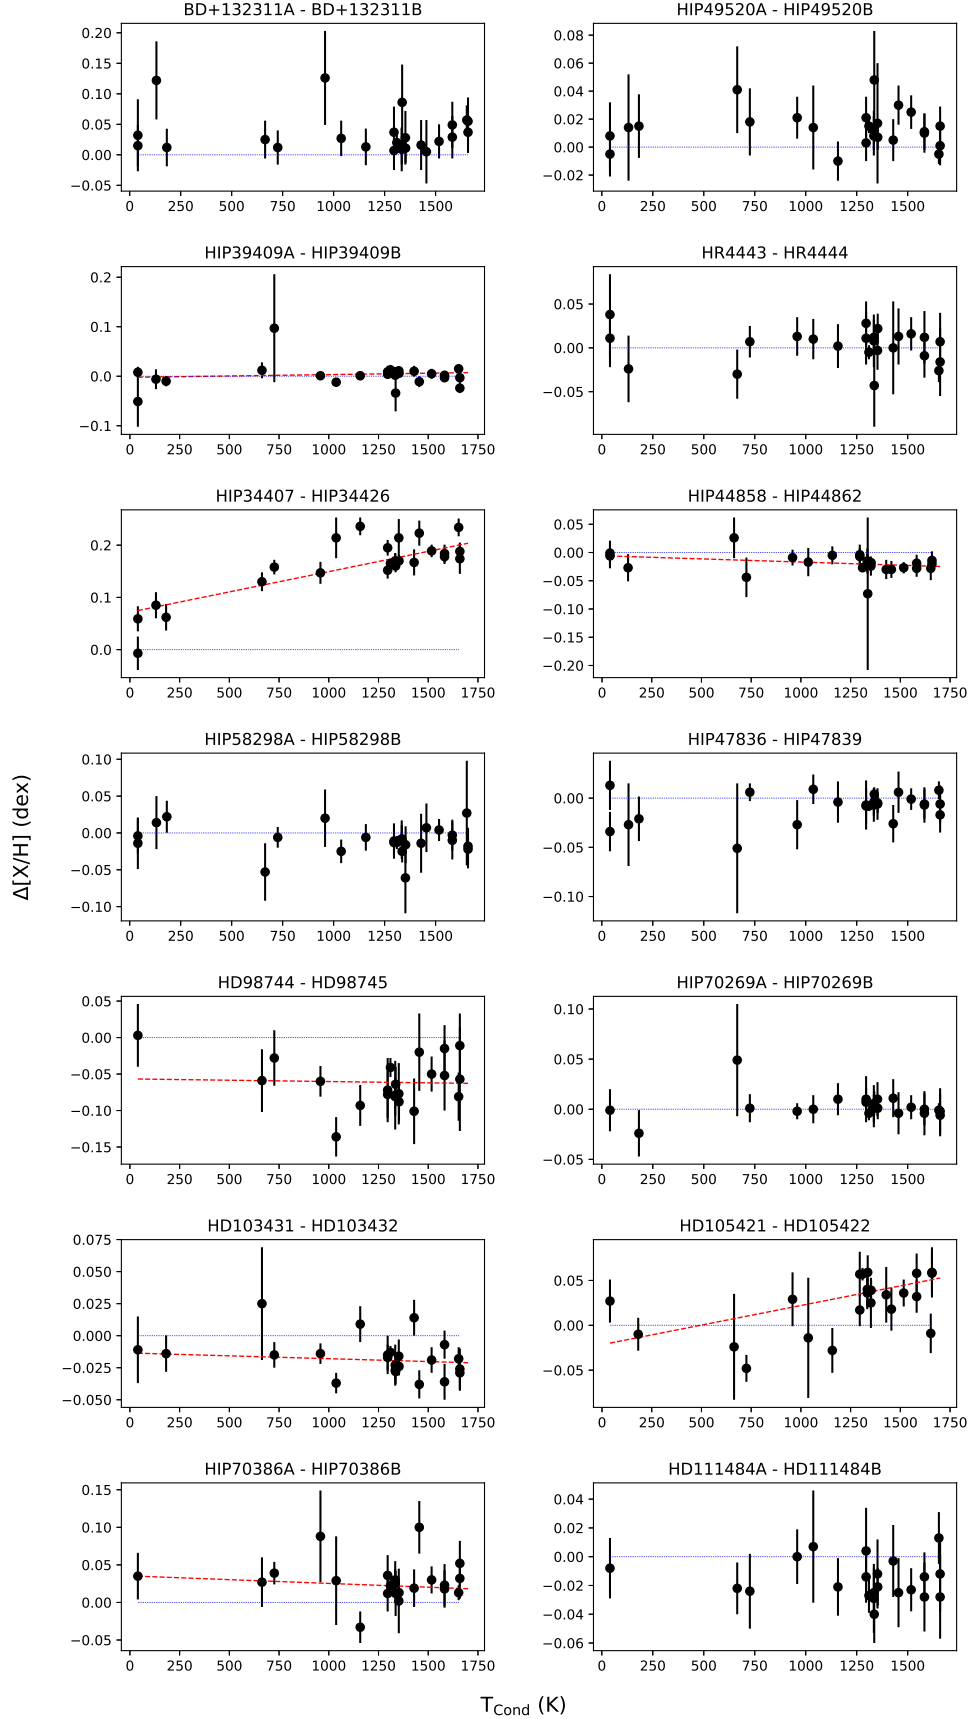 BD+132311A - BD+132311B
HIP49520A - HIP49520B
0.20
0.15
0.10
0.05
0.00
−0.05
0 250 500 750 1000 1250 1500
0.08
0.06
0.04
0.02
0.00
−0.02
0 250 500 750 1000 1250 1500
HIP39409A - HIP39409B
HR4443 - HR4444
0.2
0.1
0.0
−0.1
0 250 500 750 1000 1250 1500 1750
0.05
0.00
−0.05
0 250 500 750 1000 1250 1500
HIP34407 - HIP34426
HIP44858 - HIP44862
0.2
0.1
0.0
0 250 500 750 1000 1250 1500 1750
0.05
0.00
−0.05
−0.10
−0.15
−0.20
0 250 500 750 1000 1250 1500 1750
HIP58298A - HIP58298B
HIP47836 - HIP47839
0.10
0.05
0.00
−0.05
−0.10
0 250 500 750 1000 1250 1500
0.00
−0.05
−0.10
0 250 500 750 1000 1250 1500
Δ[X/H] (dex)
HD98744 - HD98745
HIP70269A - HIP70269B
0.05
0.00
−0.05
−0.10
−0.15
0 250 500 750 1000 1250 1500 1750
0.10
0.05
0.00
−0.05
0 250 500 750 1000 1250 1500
HD103431 - HD103432
HD105421 - HD105422
0.075
0.050
0.025
0.000
−0.025
−0.050
0 250 500 750 1000 1250 1500 1750
0.05
0.00
−0.05
0 250 500 750 1000 1250 1500 1750
HIP70386A - HIP70386B
HD111484A - HD111484B
0.15
0.10
0.05
0.00
−0.05
0 250 500 750 1000 1250 1500 1750
0.04
0.02
0.00
−0.02
−0.04
−0.06
0 250 500 750 1000 1250 1500
T_Cond (K)